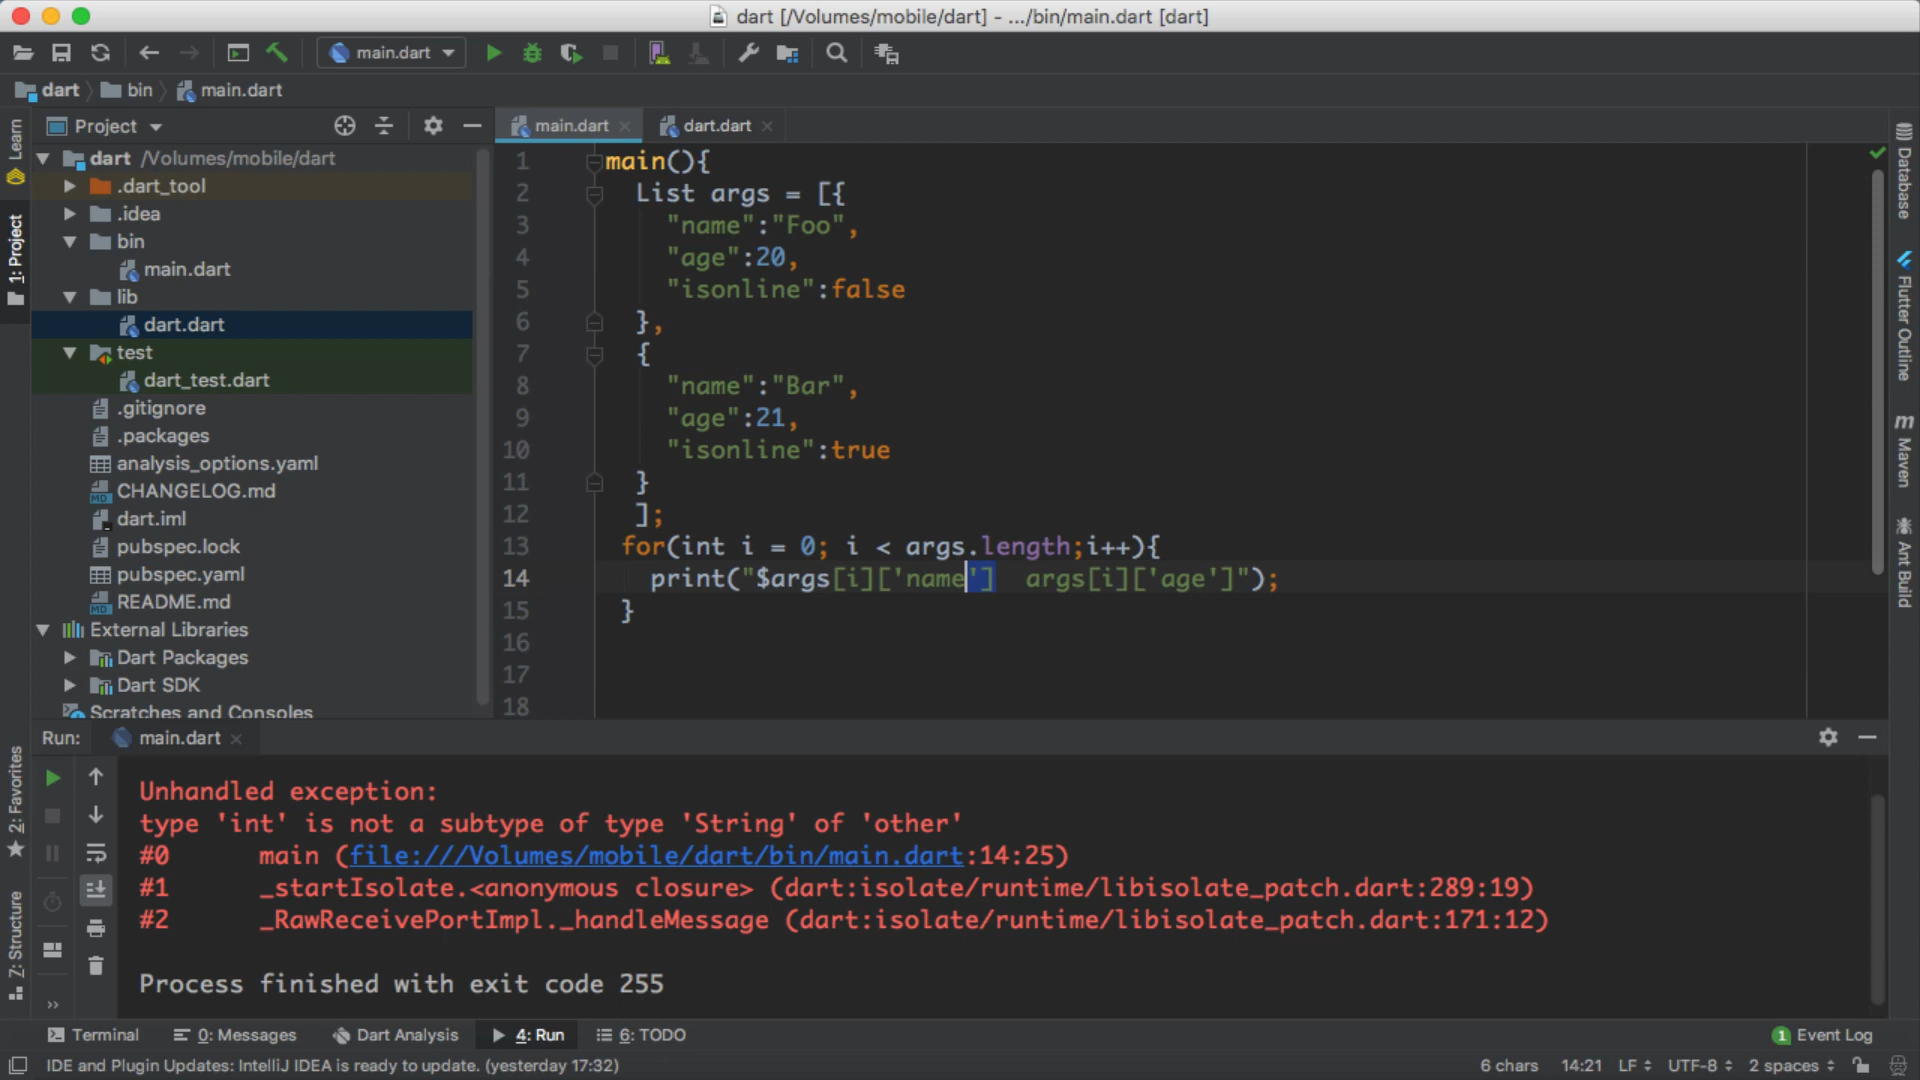 dart [/Volumes/mobile/dart] - .../bin/main.dart [dart]
main.dart
dart
bin
main.dart
Learn
1: Project
2: Favorites
7: Structure
Project
dart /Volumes/mobile/dart
.dart_tool
.idea
bin
main.dart
lib
dart.dart
test
dart_test.dart
.gitignore
.packages
analysis_options.yaml
CHANGELOG.md
dart.iml
pubspec.lock
pubspec.yaml
README.md
External Libraries
Dart Packages
Dart SDK
Scratches and Consoles
main.dart
dart.dart
1 main(){
2 List args = [{
3 "name":"Foo",
4 "age":20,
5 "isonline":false
6 },
7 {
8 "name":"Bar",
9 "age":21,
10 "isonline":true
11 }
12 ];
13 for(int i = 0; i < args.length;i++){
14 print("$args[i]['name']  args[i]['age']");
15 }
16
17
18
Database
Flutter Outline
m Maven
Ant Build
Run:
main.dart
Unhandled exception:
type 'int' is not a subtype of type 'String' of 'other'
#0 main (file:///Volumes/mobile/dart/bin/main.dart:14:25)
#1 _startIsolate.<anonymous closure> (dart:isolate/runtime/libisolate_patch.dart:289:19)
#2 _RawReceivePortImpl._handleMessage (dart:isolate/runtime/libisolate_patch.dart:171:12)
Process finished with exit code 255
Terminal
0: Messages
Dart Analysis
4: Run
6: TODO
1 Event Log
IDE and Plugin Updates: IntelliJ IDEA is ready to update. (yesterday 17:32)
6 chars
14:21
LF
UTF-8
2 spaces